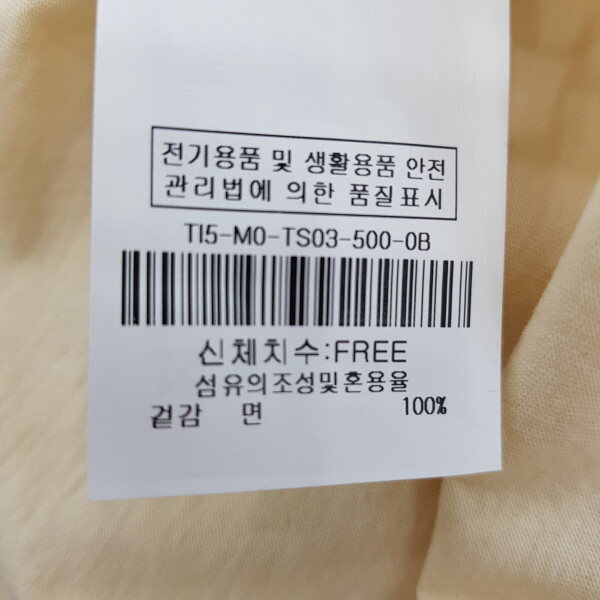 전기용품 및 생활용품 안전
관리법에 의한 품질표시
TI5-M0-TS03-500-0B
신체치수:FREE
섬유의조성및혼용율
겉감 면 100%